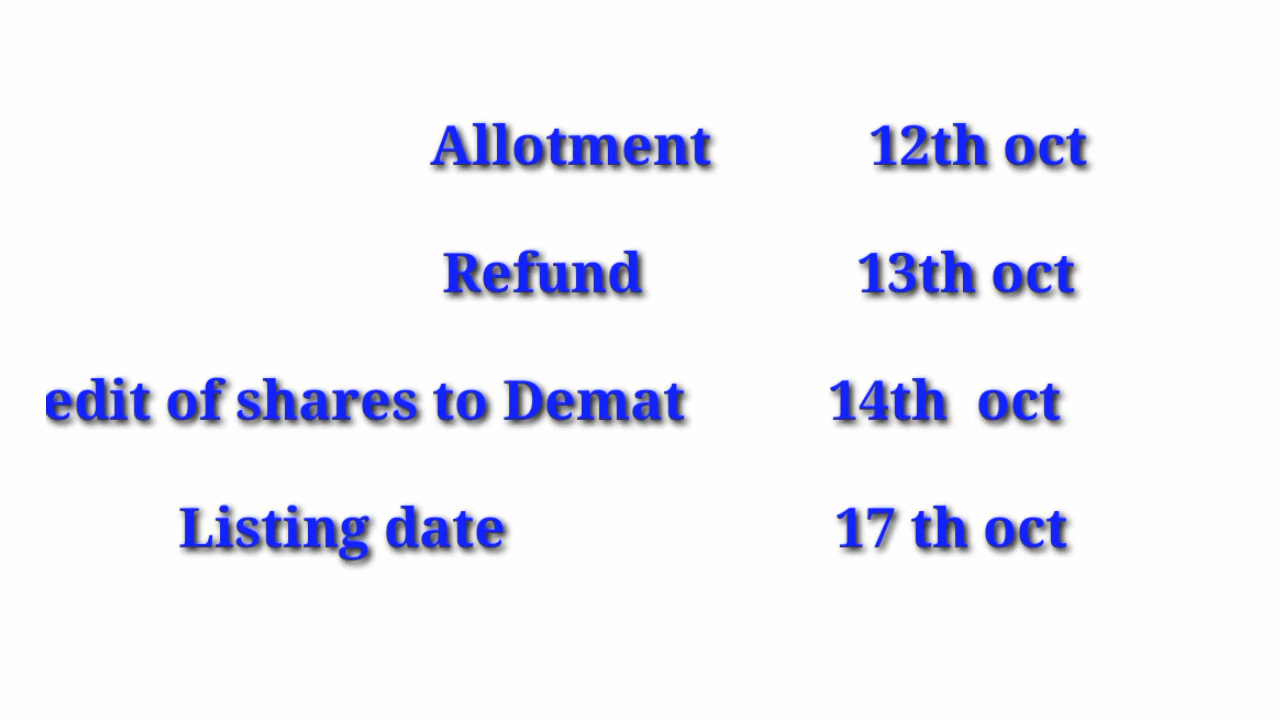 Allotment 12th oct
Refund 13th oct
edit of shares to Demat 14th oct
Listing date 17 th oct